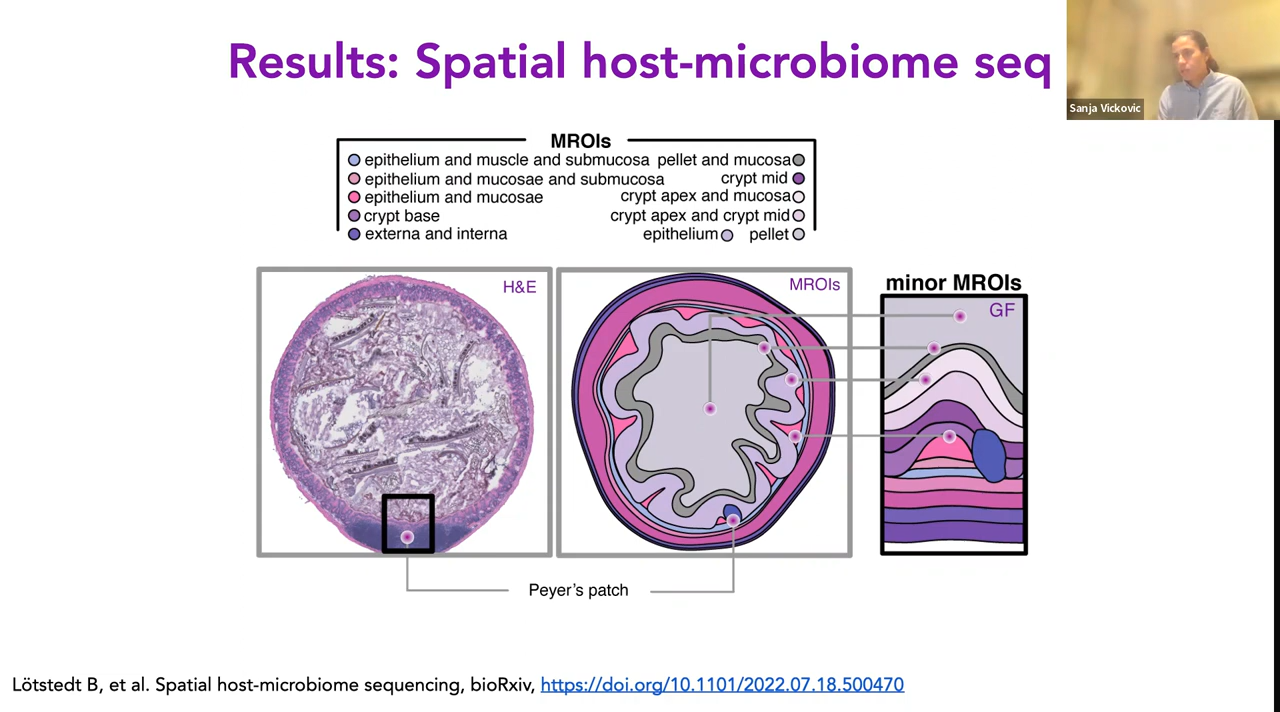 Results: Spatial host-microbiome seq
Sanja Vickovic
MROIs
epithelium and muscle and submucosa pellet and mucosa
epithelium and mucosae and submucosa crypt mid
epithelium and mucosae crypt apex and mucosa
crypt base crypt apex and crypt mid
externa and interna epithelium pellet
H&E
MROIs
minor MROIs
GF
Peyer's patch
Lötstedt B, et al. Spatial host-microbiome sequencing, bioRxiv, https://doi.org/10.1101/2022.07.18.500470